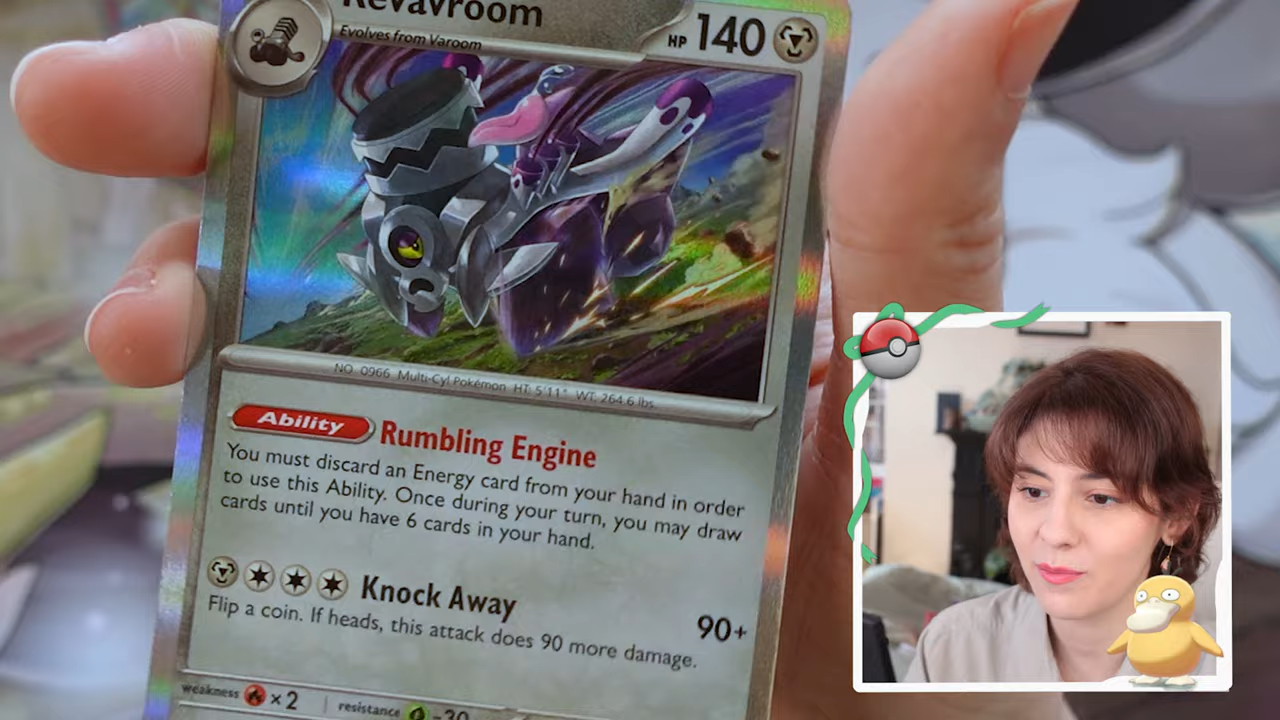 Revavroom
HP 140
Evolves from Varoom
NO. 0966 Multi-Cyl Pokémon HT: 5'11" WT: 264.6 lbs.
Ability Rumbling Engine
You must discard an Energy card from your hand in order
to use this Ability. Once during your turn, you may draw
cards until you have 6 cards in your hand.
Knock Away 90+
Flip a coin. If heads, this attack does 90 more damage.
weakness ×2 resistance -30